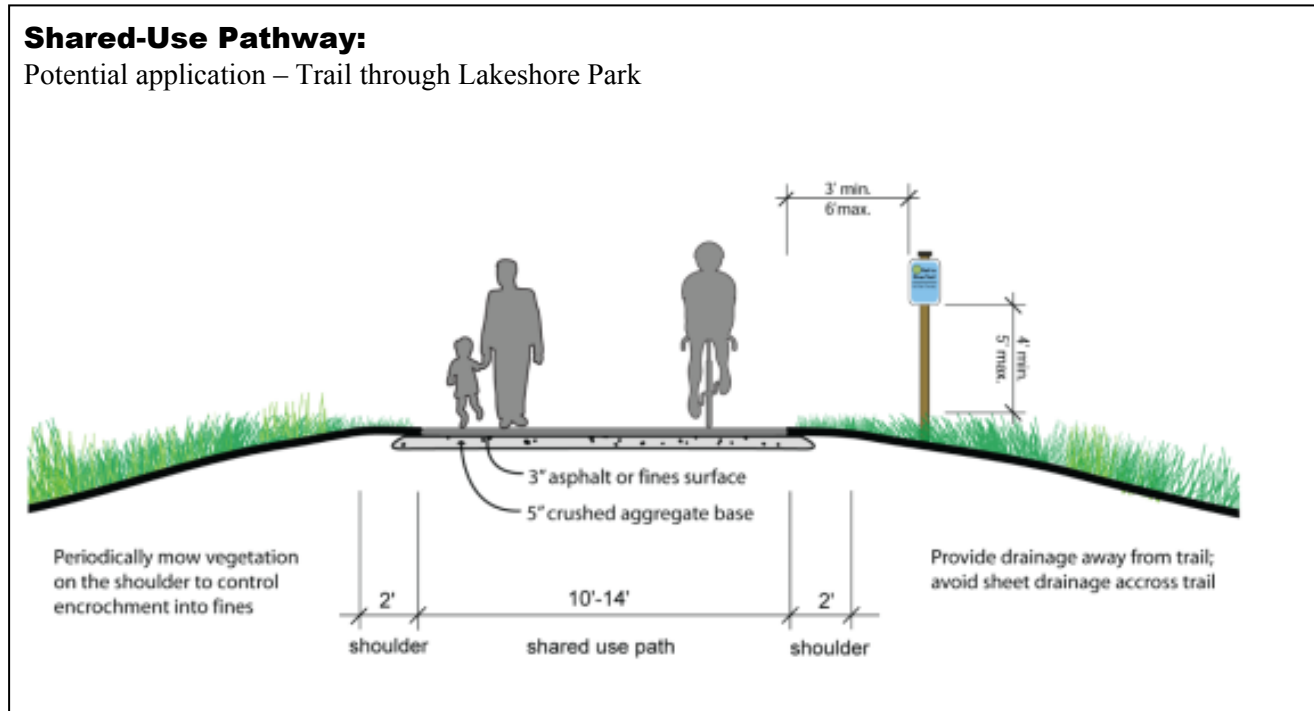 Shared-Use Pathway:
Potential application – Trail through Lakeshore Park
3' min.
6' max.
4' min.
5' max.
3" asphalt or fines surface
5" crushed aggregate base
Periodically mow vegetation
on the shoulder to control
encrochment into fines
Provide drainage away from trail;
avoid sheet drainage accross trail
2'
10'-14'
2'
shoulder
shared use path
shoulder